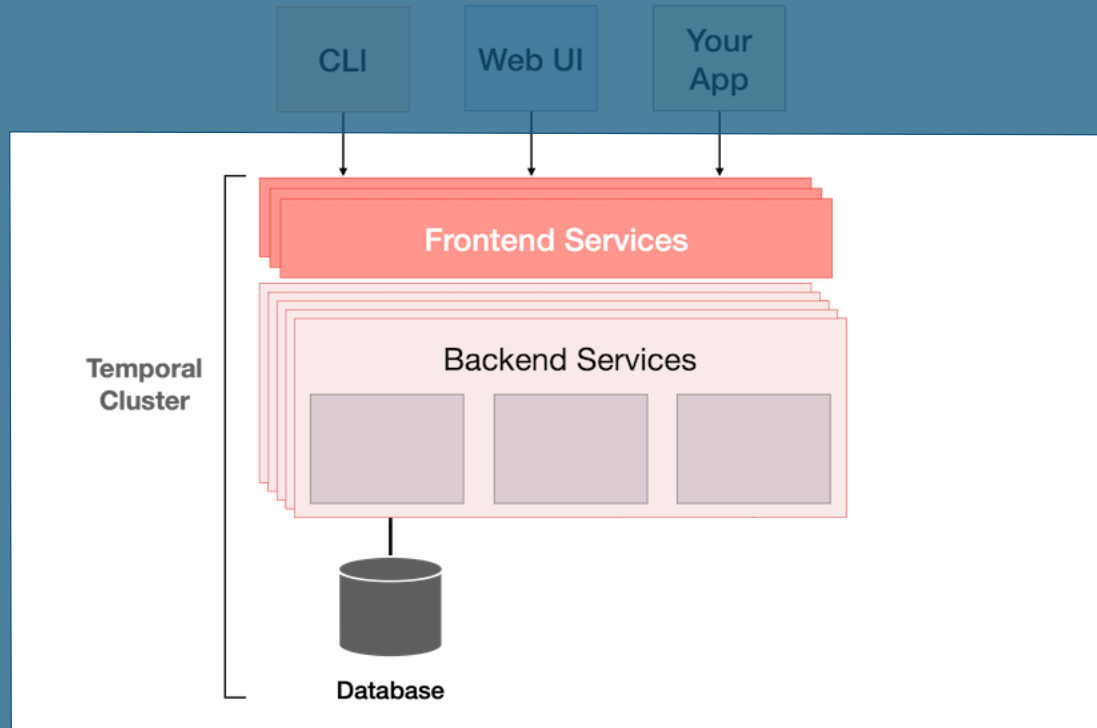 CLI
Web UI
Your
App
Frontend Services
Backend Services
Temporal
Cluster
Database